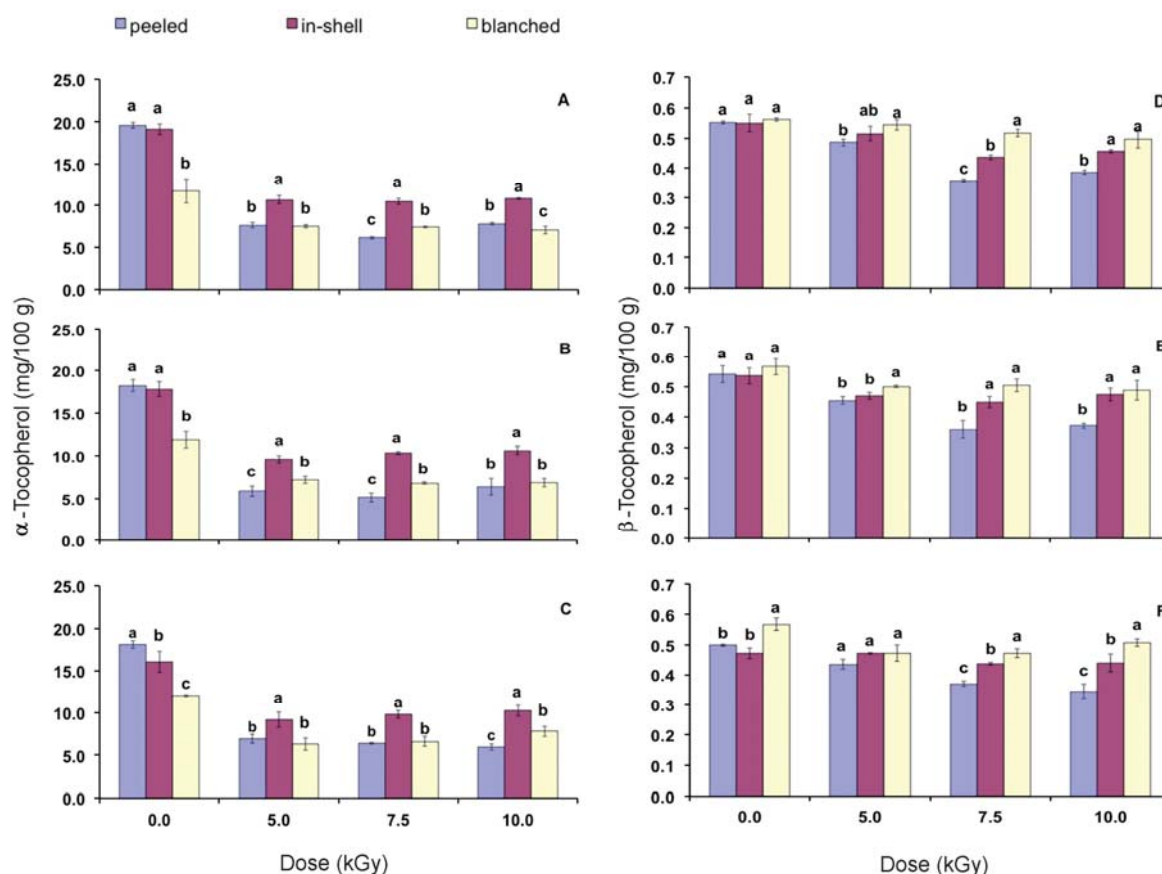 peeled in-shell blanched
α-Tocopherol (mg/100 g)
25.0
20.0
15.0
10.0
5.0
0.0
A
a a b
b a b
c a b
b a c
25.0
20.0
15.0
10.0
5.0
0.0
B
a a b
c a b
c a b
b a b
25.0
20.0
15.0
10.0
5.0
0.0
C
a b c
b a b
b a b
c a b
0.0 5.0 7.5 10.0
Dose (kGy)
β-Tocopherol (mg/100 g)
0.7
0.6
0.5
0.4
0.3
0.2
0.1
0.0
D
a a a
b ab a
c b a
b a a
0.7
0.6
0.5
0.4
0.3
0.2
0.1
0.0
E
a a a
b b a
b a a
b a a
0.7
0.6
0.5
0.4
0.3
0.2
0.1
0.0
F
b b a
a a a
c b a
c b a
0.0 5.0 7.5 10.0
Dose (kGy)